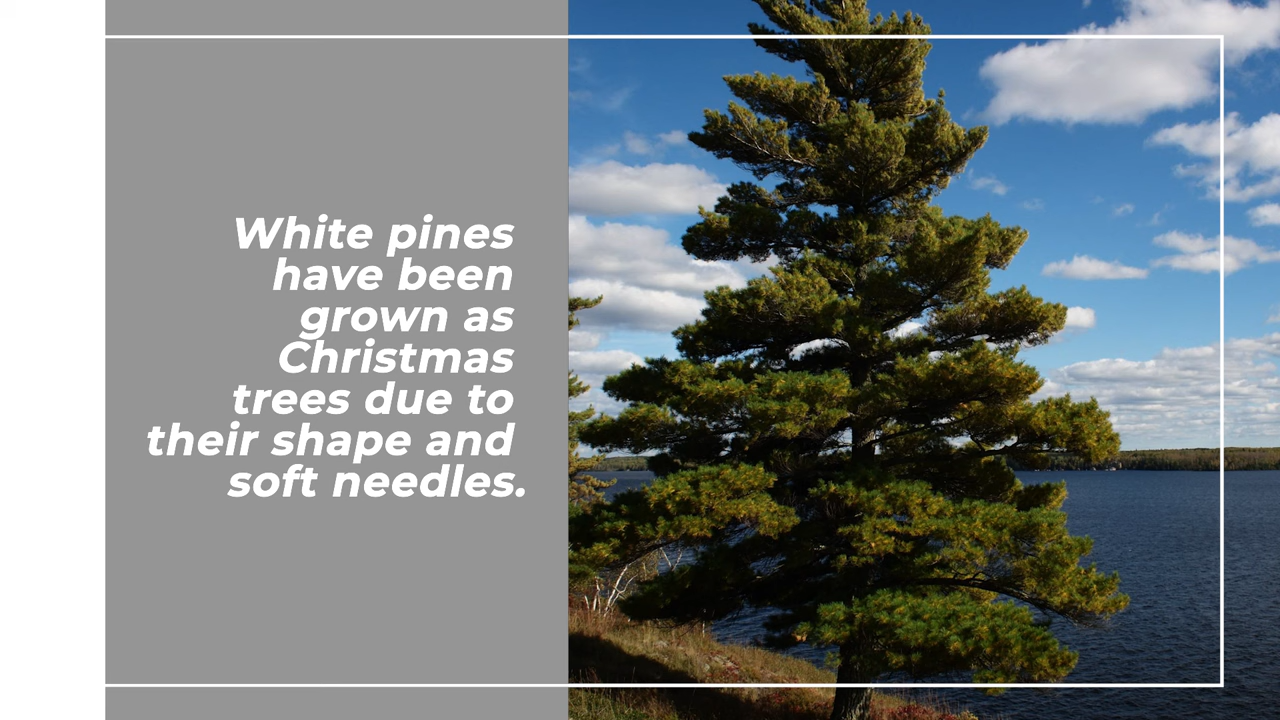 White pines
have been
grown as
Christmas
trees due to
their shape and
soft needles.